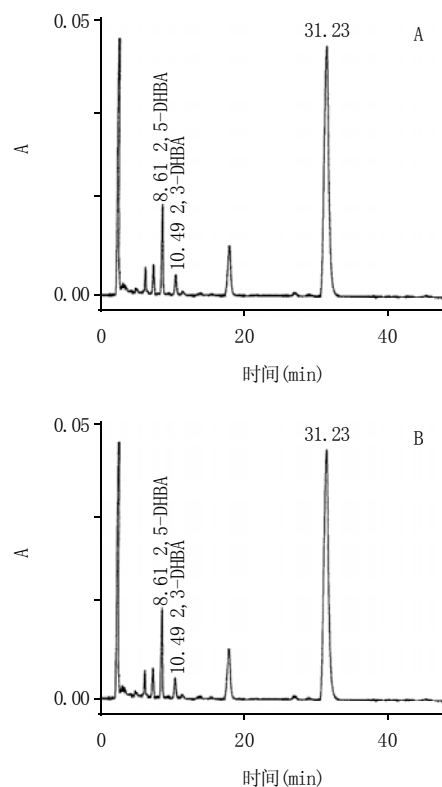 0.05
31.23
A
A
8.61 2,5-DHBA
10.49 2,3-DHBA
0.00
0
20
40
时间(min)
0.05
31.23
B
A
8.61 2,5-DHBA
10.49 2,3-DHBA
0.00
0
20
40
时间(min)